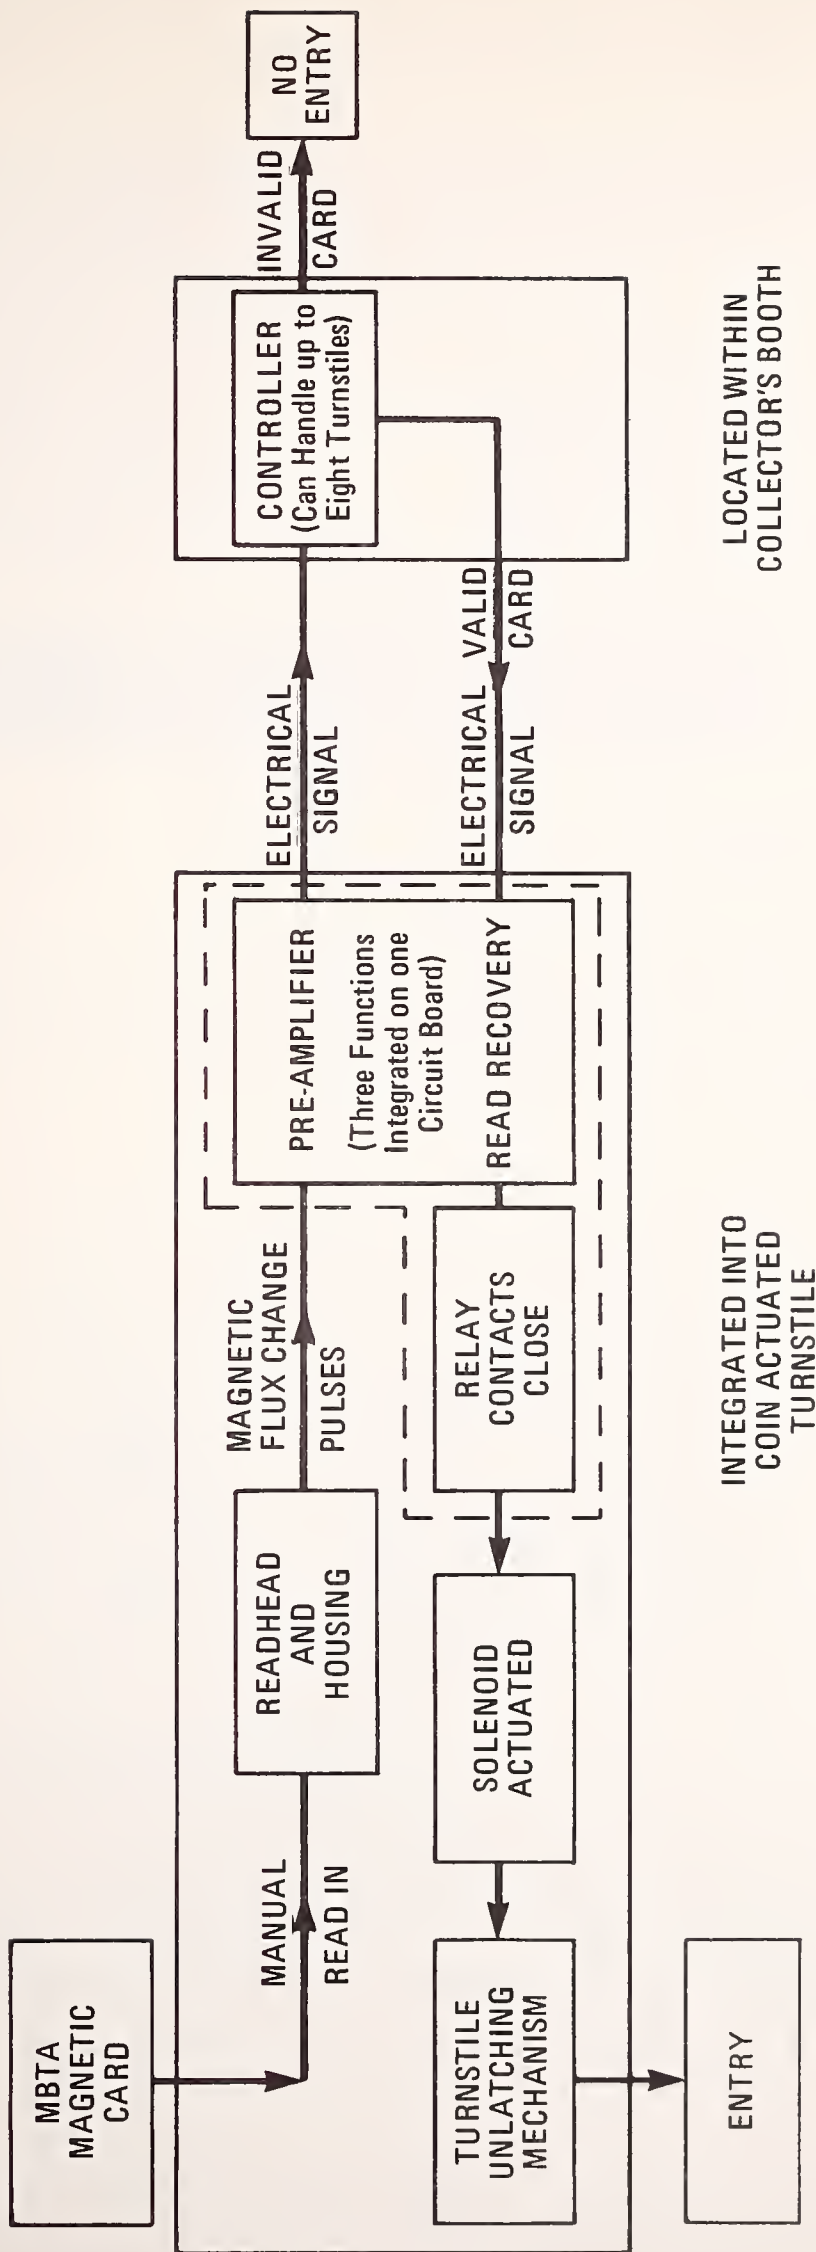 MBTA
MAGNETIC
CARD
MANUAL
READ IN
READHEAD
AND
HOUSING
MAGNETIC
FLUX CHANGE
PULSES
PRE-AMPLIFIER
(Three Functions
Integrated on one
Circuit Board)
READ RECOVERY
ELECTRICAL
SIGNAL
CONTROLLER
(Can Handle up to
Eight Turnstiles)
INVALID
CARD
NO
ENTRY
ELECTRICAL VALID
SIGNAL CARD
RELAY
CONTACTS
CLOSE
SOLENOID
ACTUATED
TURNSTILE
UNLATCHING
MECHANISM
ENTRY
INTEGRATED INTO
COIN ACTUATED
TURNSTILE
LOCATED WITHIN
COLLECTOR'S BOOTH